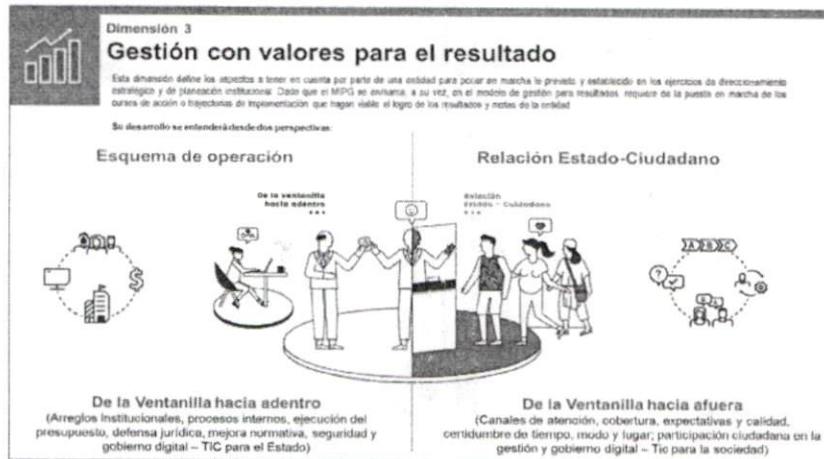 Dimensión 3
Gestión con valores para el resultado
Esta dimensión define los aspectos a tener en cuenta por parte de una entidad para poner en marcha lo previsto y establecido en los ejercicios de direccionamiento
estratégico y de planeación institucional. Dado que el MIPG se enmarca, a su vez, en el modelo de gestión para resultados, requiere de la puesta en marcha de los
cursos de acción o trayectorias de implementación que hagan viable el logro de los resultados y metas de la entidad
Su desarrollo se entenderá desde dos perspectivas:
Esquema de operación
Relación Estado-Ciudadano
De la ventanilla
hacia adentro
Relación
Estado - Ciudadano
A B C
De la Ventanilla hacia adentro
(Arreglos Institucionales, procesos internos, ejecución del
presupuesto, defensa jurídica, mejora normativa, seguridad y
gobierno digital – TIC para el Estado)
De la Ventanilla hacia afuera
(Canales de atención, cobertura, expectativas y calidad,
certidumbre de tiempo, modo y lugar; participación ciudadana en la
gestión y gobierno digital – Tic para la sociedad)